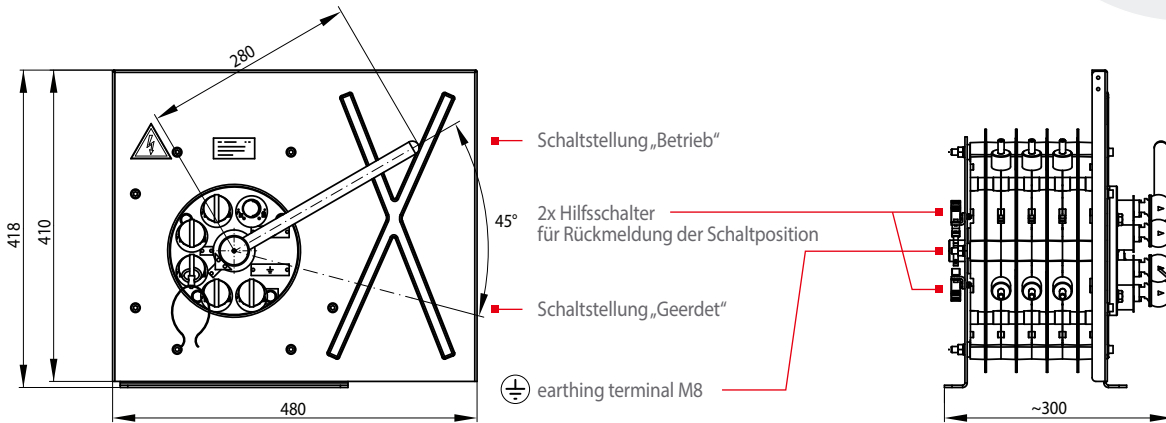 280
418
410
45°
480
Schaltstellung „Betrieb“
2x Hilfsschalter
für Rückmeldung der Schaltposition
Schaltstellung „Geerdet“
earthing terminal M8
~300